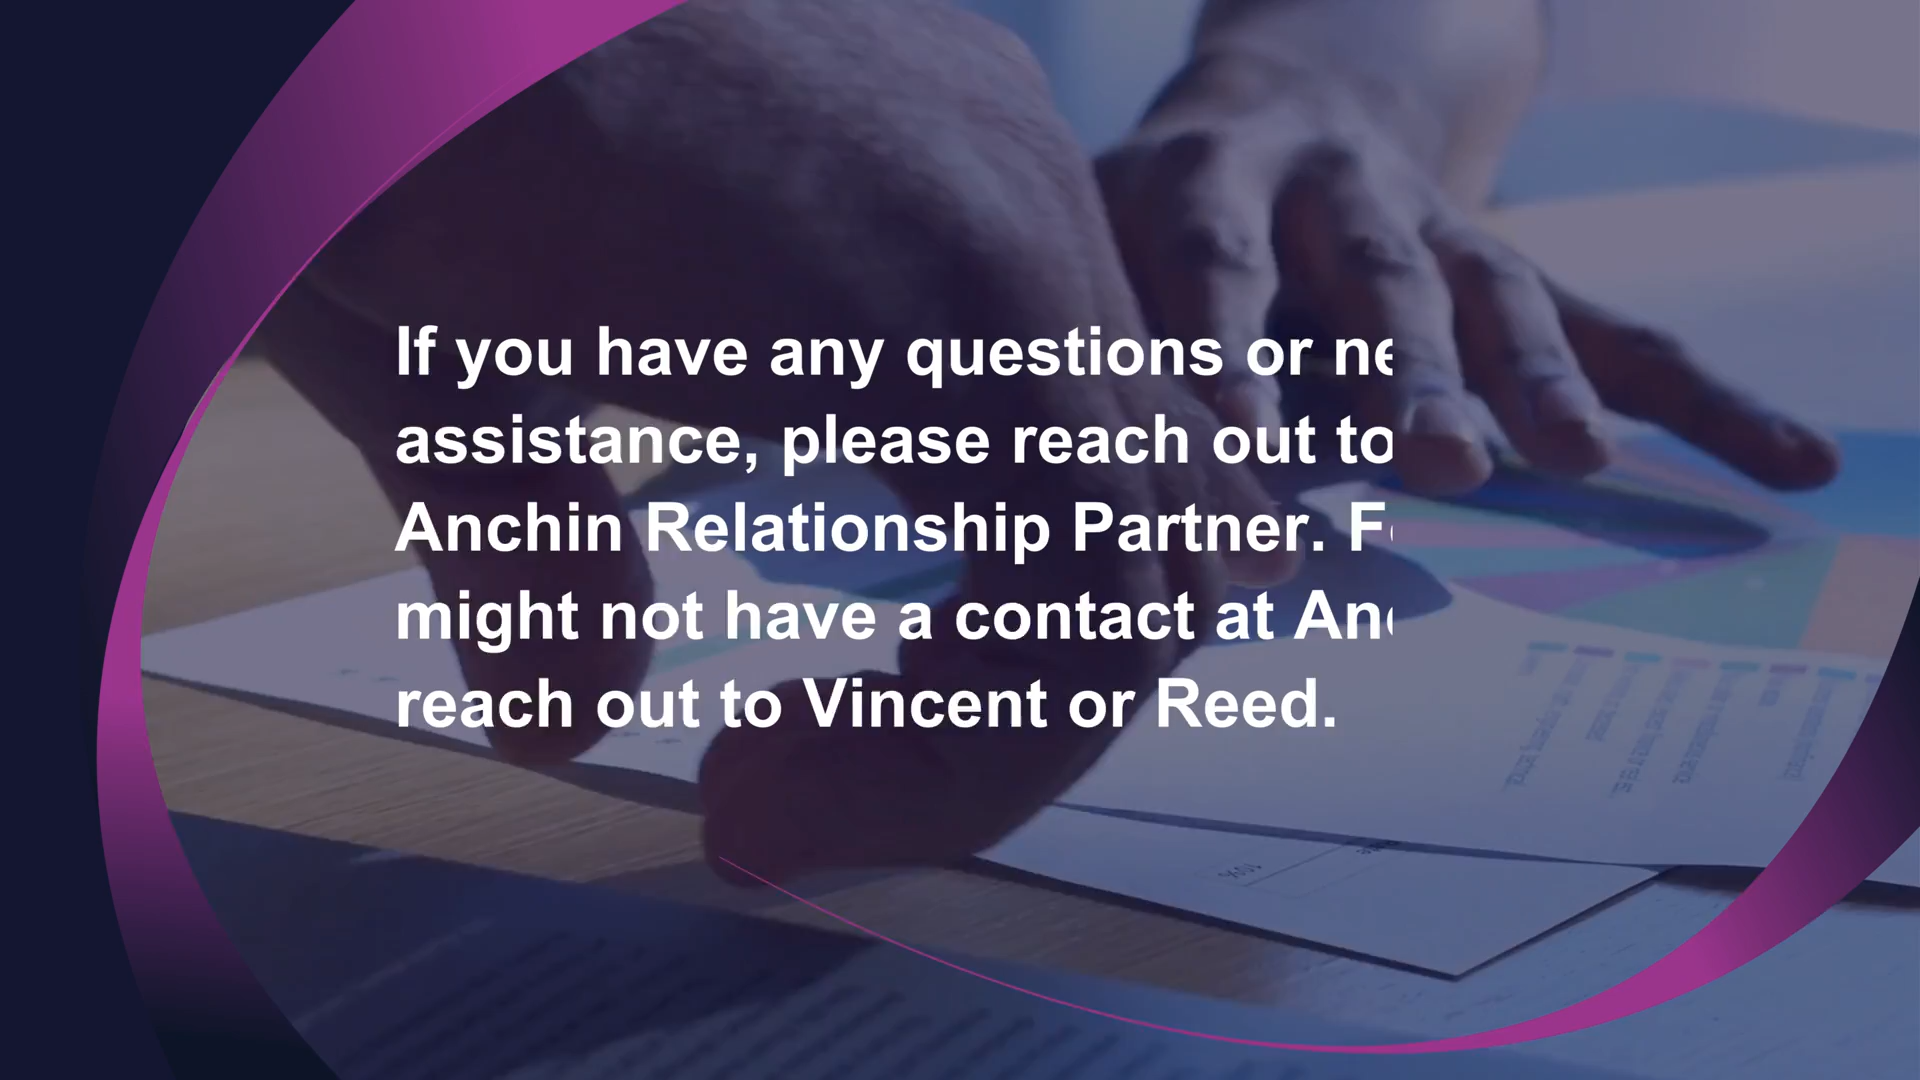 If you have any questions or ne
assistance, please reach out to
Anchin Relationship Partner. F
might not have a contact at An
reach out to Vincent or Reed.
10%